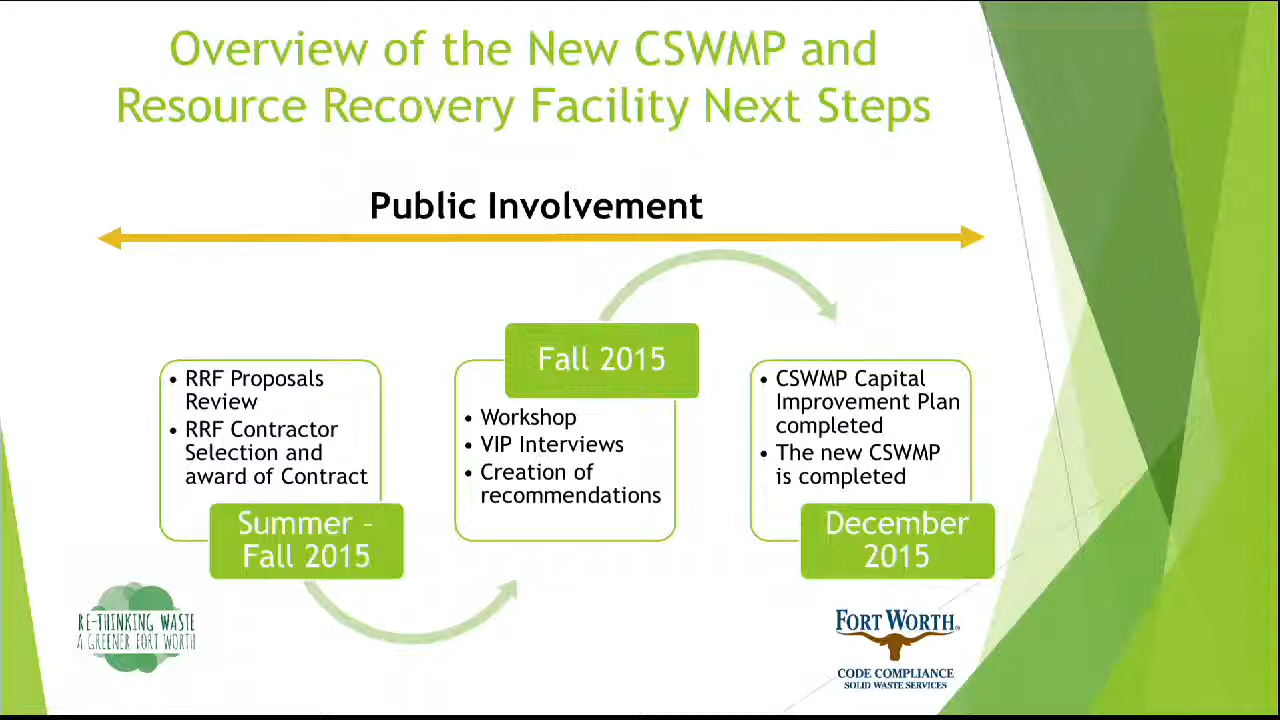 Overview of the New CSWMP and
Resource Recovery Facility Next Steps
Public Involvement
• RRF Proposals
Review
• RRF Contractor
Selection and
award of Contract
Summer –
Fall 2015
Fall 2015
• Workshop
• VIP Interviews
• Creation of
recommendations
• CSWMP Capital
Improvement Plan
completed
• The new CSWMP
is completed
December
2015
RE-THINKING WASTE
A GREENER FORT WORTH
FORT WORTH®
CODE COMPLIANCE
SOLID WASTE SERVICES